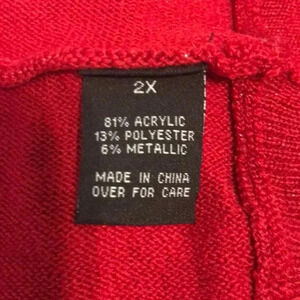 2X
81% ACRYLIC
13% POLYESTER
6% METALLIC
MADE IN CHINA
OVER FOR CARE